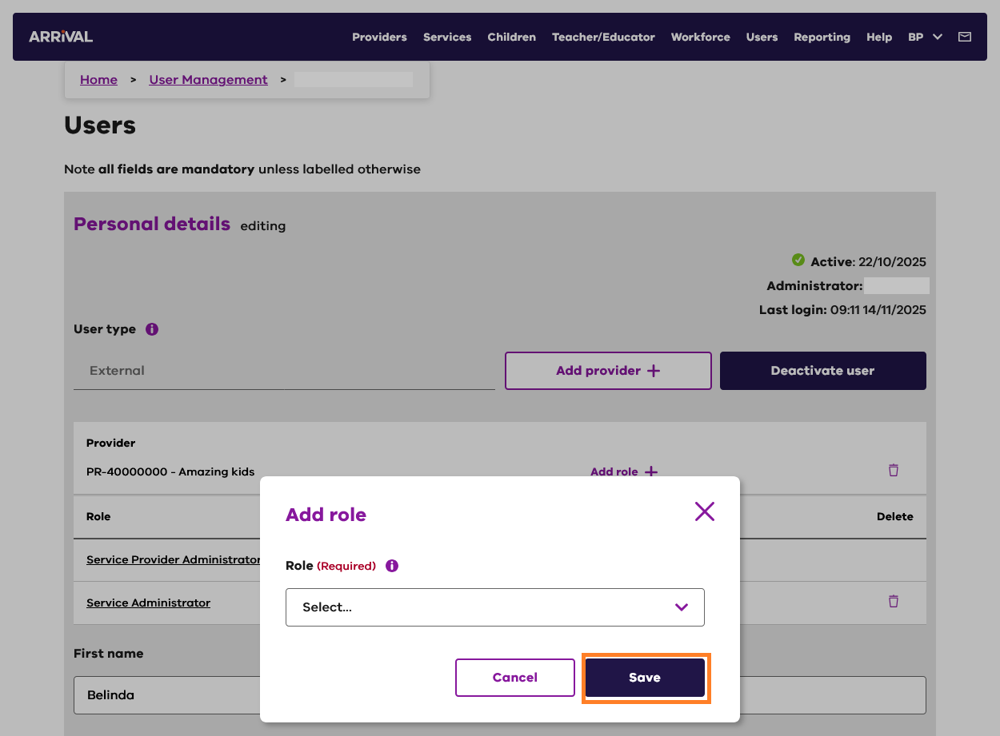 ARRiVAL Providers Services Children Teacher/Educator Workforce Users Reporting Help BP
Home > User Management >
Users
Note all fields are mandatory unless labelled otherwise
Personal details editing
Active: 22/10/2025
Administrator:
Last login: 09:11 14/11/2025
User type
External
Add provider
Deactivate user
Provider
PR-40000000 - Amazing kids
Add role
Role
Delete
Service Provider Administrator
Service Administrator
First name
Belinda
Add role
Role (Required)
Select...
Cancel
Save